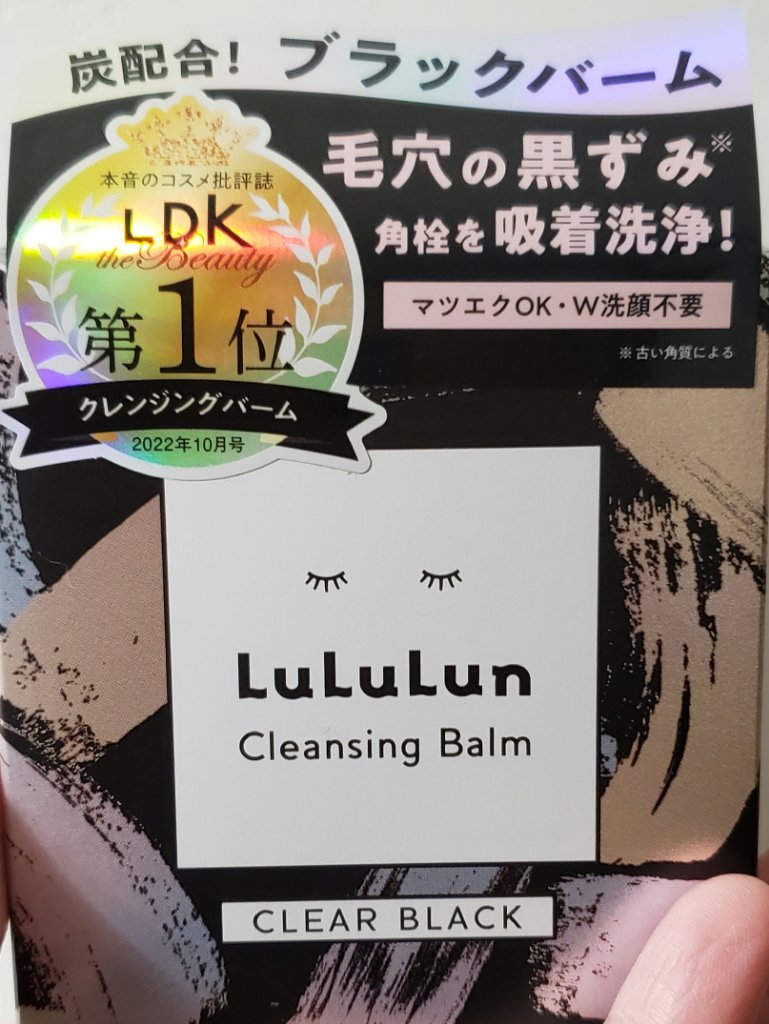 炭配合! ブラックバーム
毛穴の黒ずみ※
角栓を吸着洗浄!
マツエクOK・W洗顔不要
※古い角質による
本音のコスメ批評誌
LDK
the Beauty
第1位
クレンジングバーム
2022年10月号
LuLuLun
Cleansing Balm
CLEAR BLACK